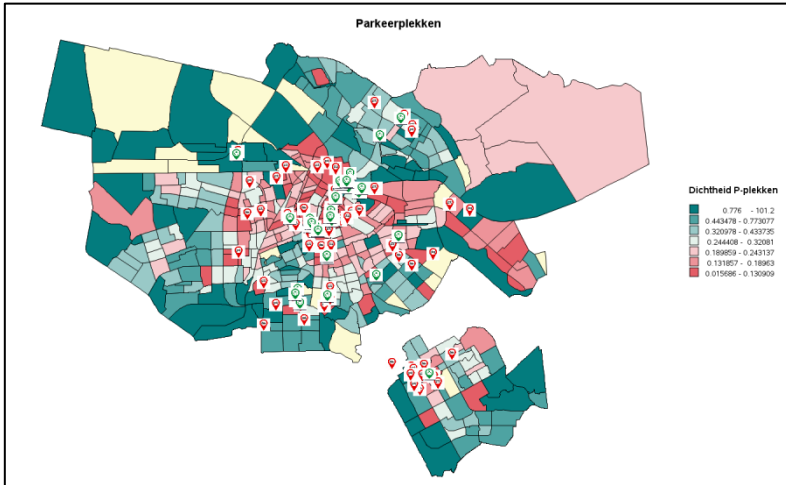 Parkeerplekken
Dichtheid P-plekken
0.776 - 101.2
0.443478 - 0.773077
0.320978 - 0.433735
0.244408 - 0.32081
0.189859 - 0.243137
0.131857 - 0.18963
0.015686 - 0.130909